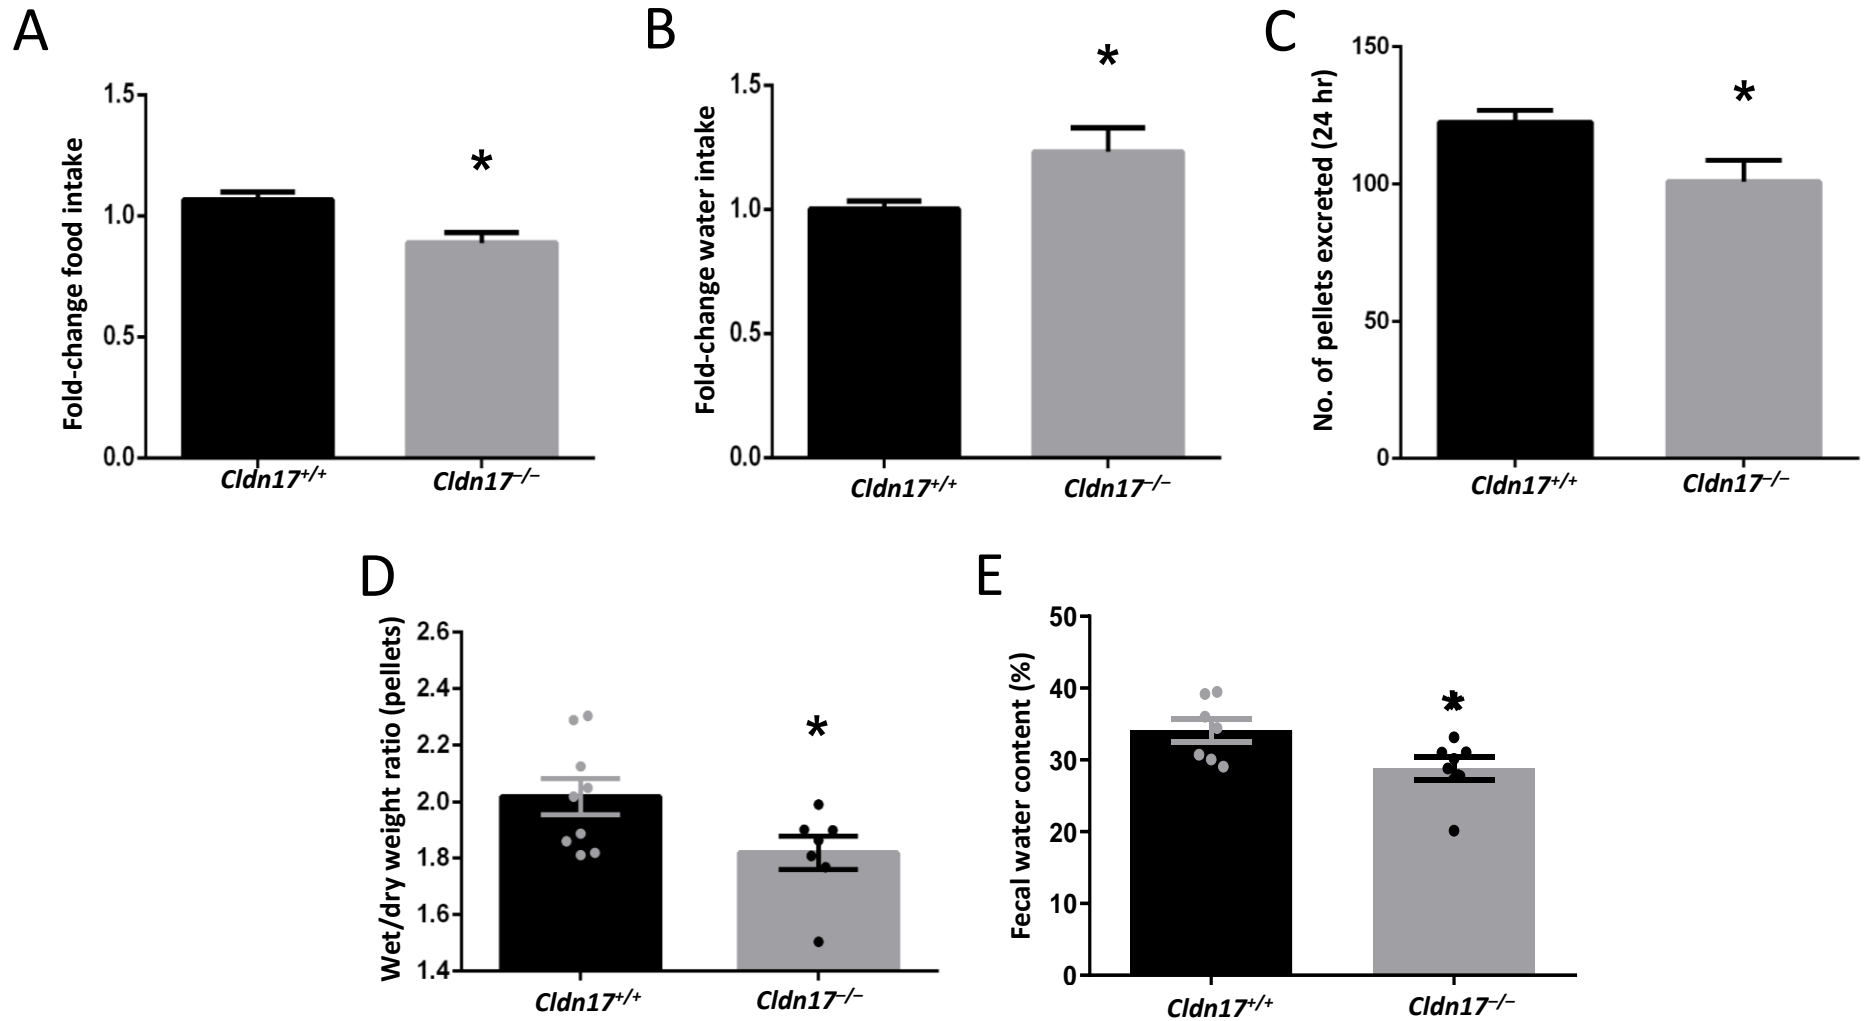 A
Fold-change food intake
1.5
1.0
0.5
0.0
*
Cldn17+/+
Cldn17–/–
B
Fold-change water intake
1.5
1.0
0.5
0.0
*
Cldn17+/+
Cldn17–/–
C
No. of pellets excreted (24 hr)
150
100
50
0
*
Cldn17+/+
Cldn17–/–
D
Wet/dry weight ratio (pellets)
2.6
2.4
2.2
2.0
1.8
1.6
1.4
*
Cldn17+/+
Cldn17–/–
E
Fecal water content (%)
50
40
30
20
10
0
*
Cldn17+/+
Cldn17–/–